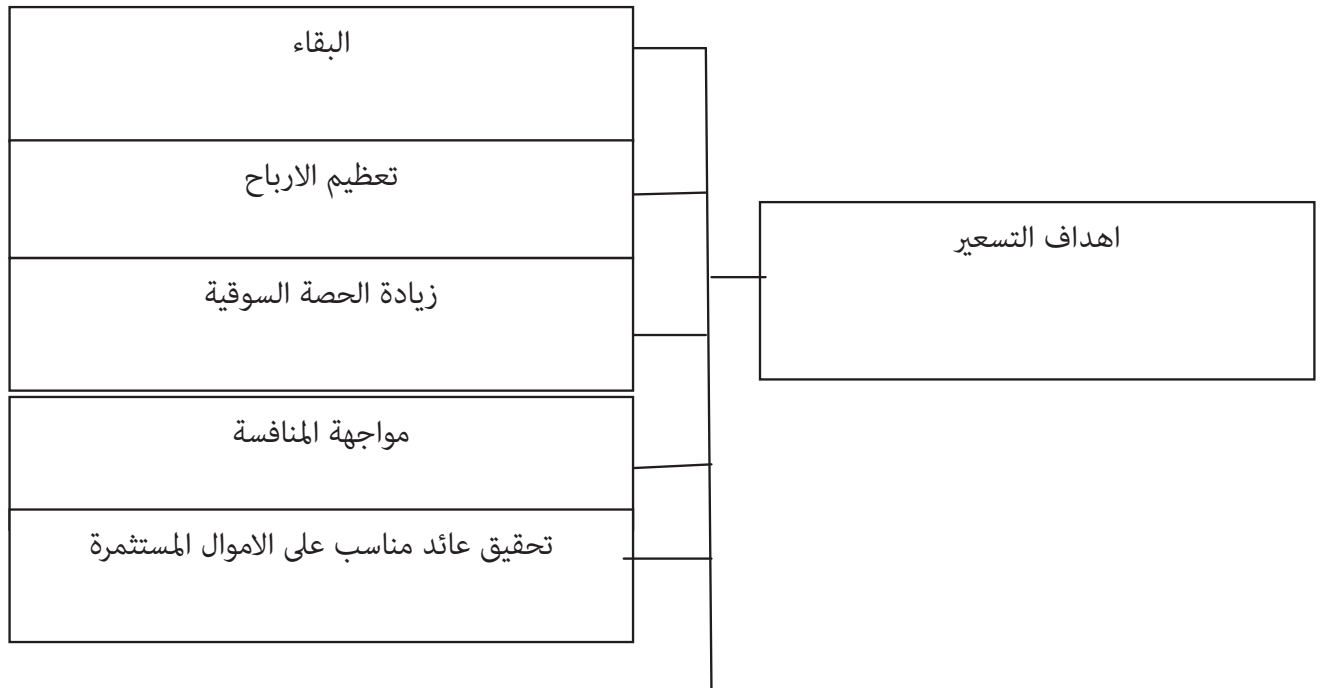 اهداف التسعير
البقاء
تعظيم الارباح
زيادة الحصة السوقية
مواجهة المنافسة
تحقيق عائد مناسب على الاموال المستثمرة